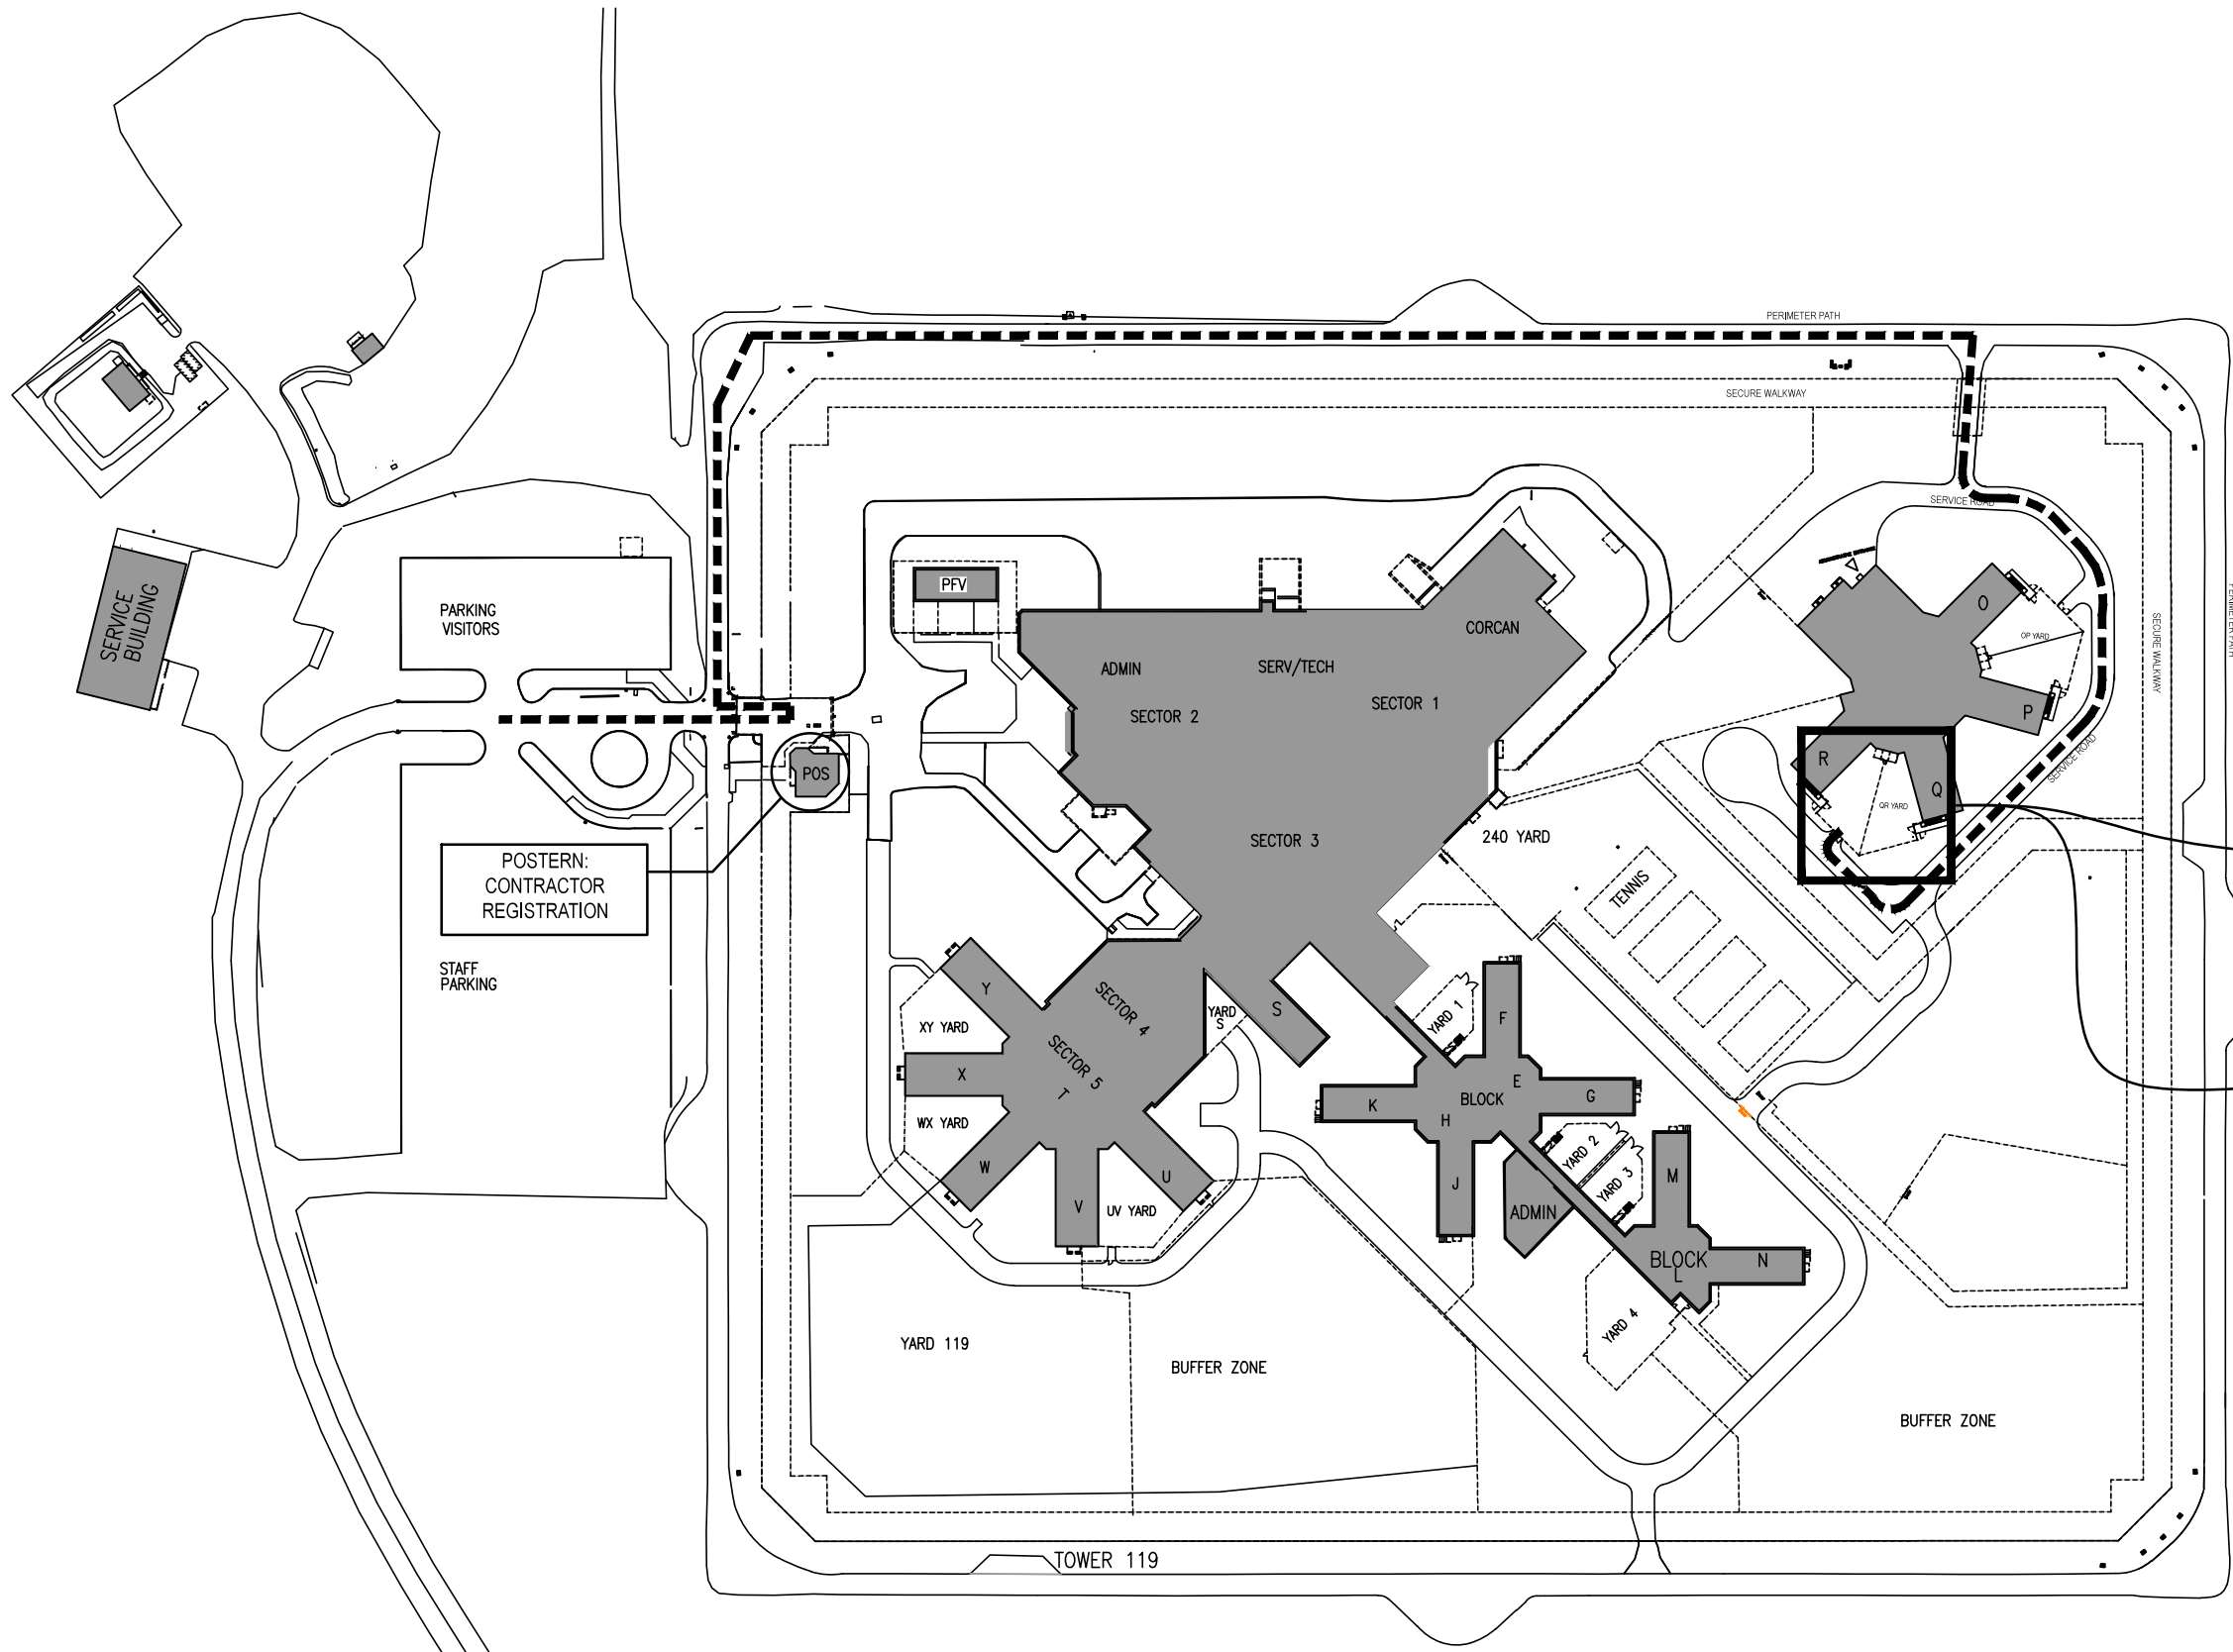 PERIMETER PATH
SECURE WALKWAY
SERVICE ROAD
SERVICE
BUILDING
PARKING
VISITORS
PFV
ADMIN
SERV/TECH
CORCAN
SECTOR 2
SECTOR 1
O
OP YARD
P
SECURE WALKWAY
PERIMETER PATH
SERVICE ROAD
POS
R
Q
QR YARD
SECTOR 3
240 YARD
POSTERN:
CONTRACTOR
REGISTRATION
TENNIS
STAFF
PARKING
Y
XY YARD
SECTOR 4
SECTOR 5
T
X
WX YARD
W
V
U
UV YARD
YARD
S
S
YARD 1
F
E
BLOCK
G
K
H
J
YARD 2
YARD 3
ADMIN
M
BLOCK
L
N
YARD 4
YARD 119
BUFFER ZONE
BUFFER ZONE
TOWER 119